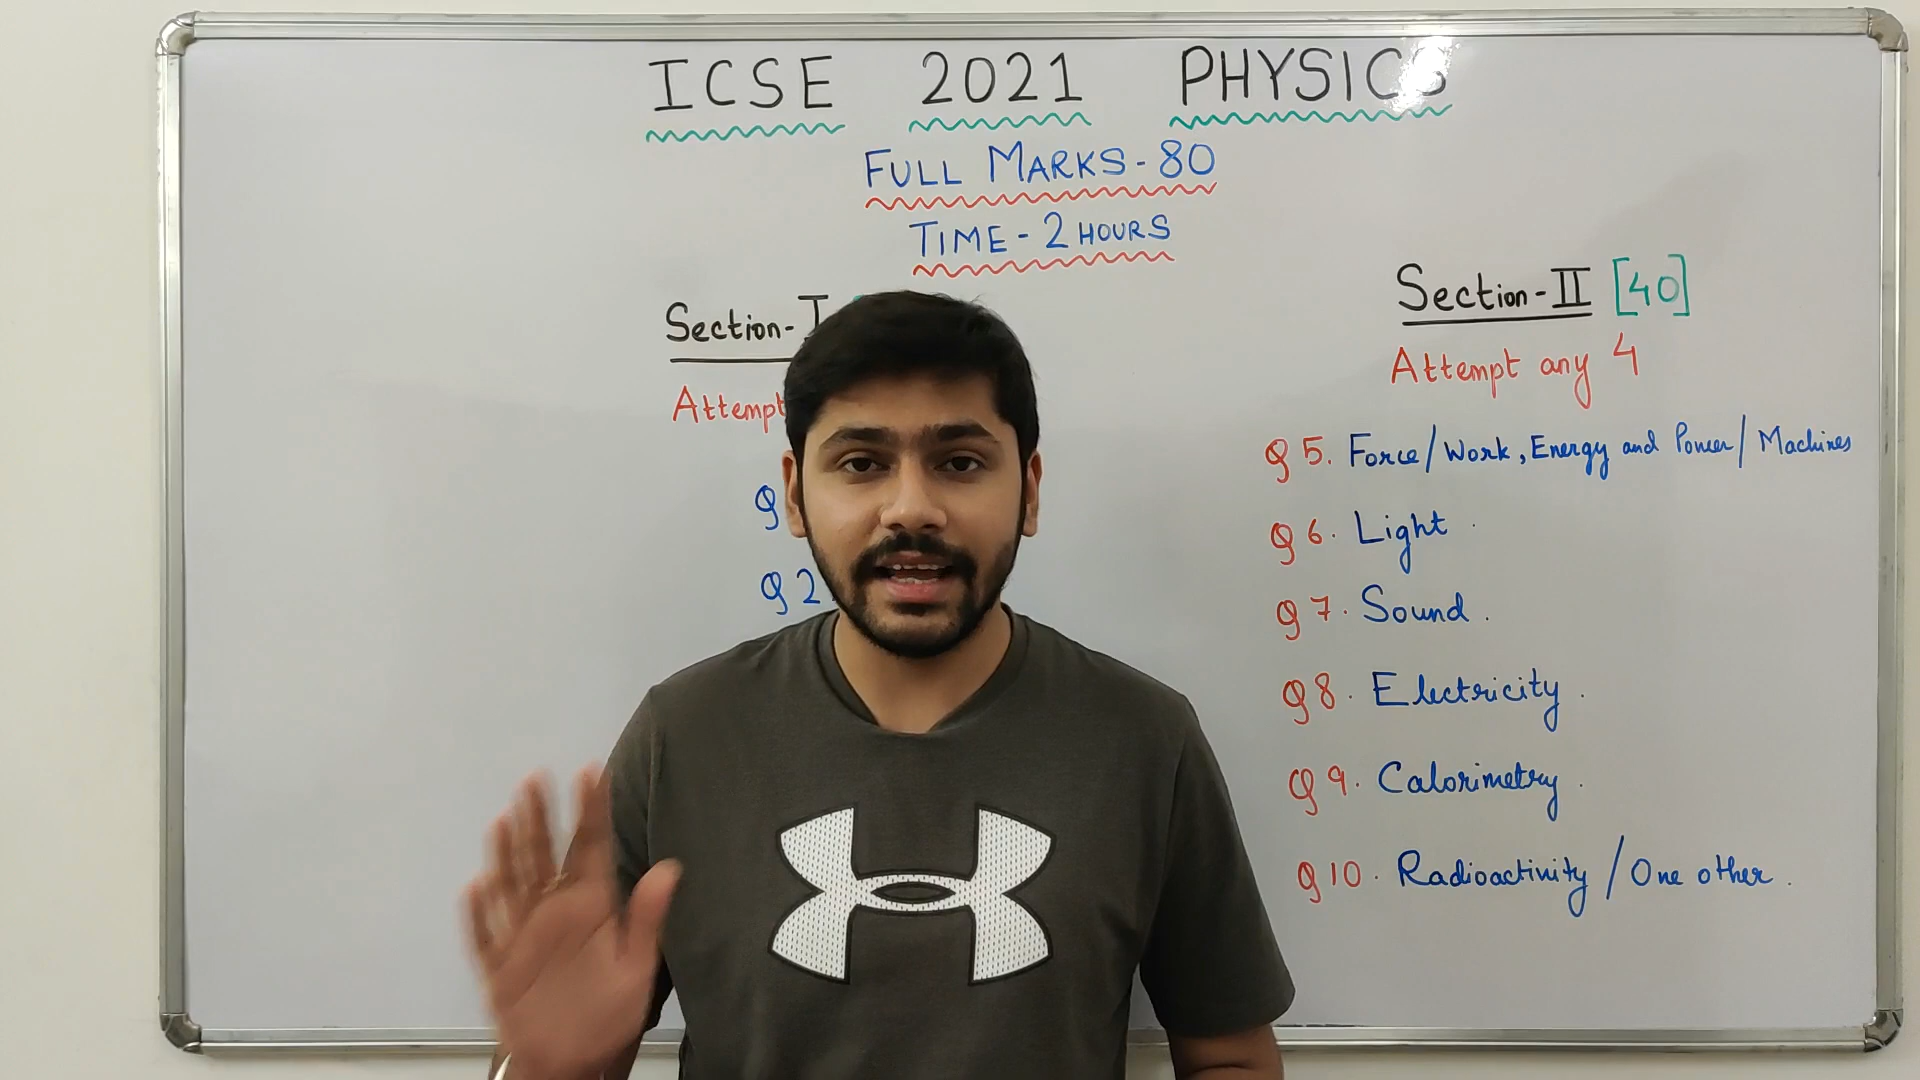 ICSE 2021 PHYSICS
FULL MARKS - 80
TIME - 2 HOURS
Section - I
Attempt
Q
Q 2.
Section - II [40]
Attempt any 4
Q 5. Force / Work, Energy and Power / Machines
Q 6. Light
Q 7. Sound.
Q 8. Electricity.
Q 9. Calorimetry.
Q 10. Radioactivity / One other.